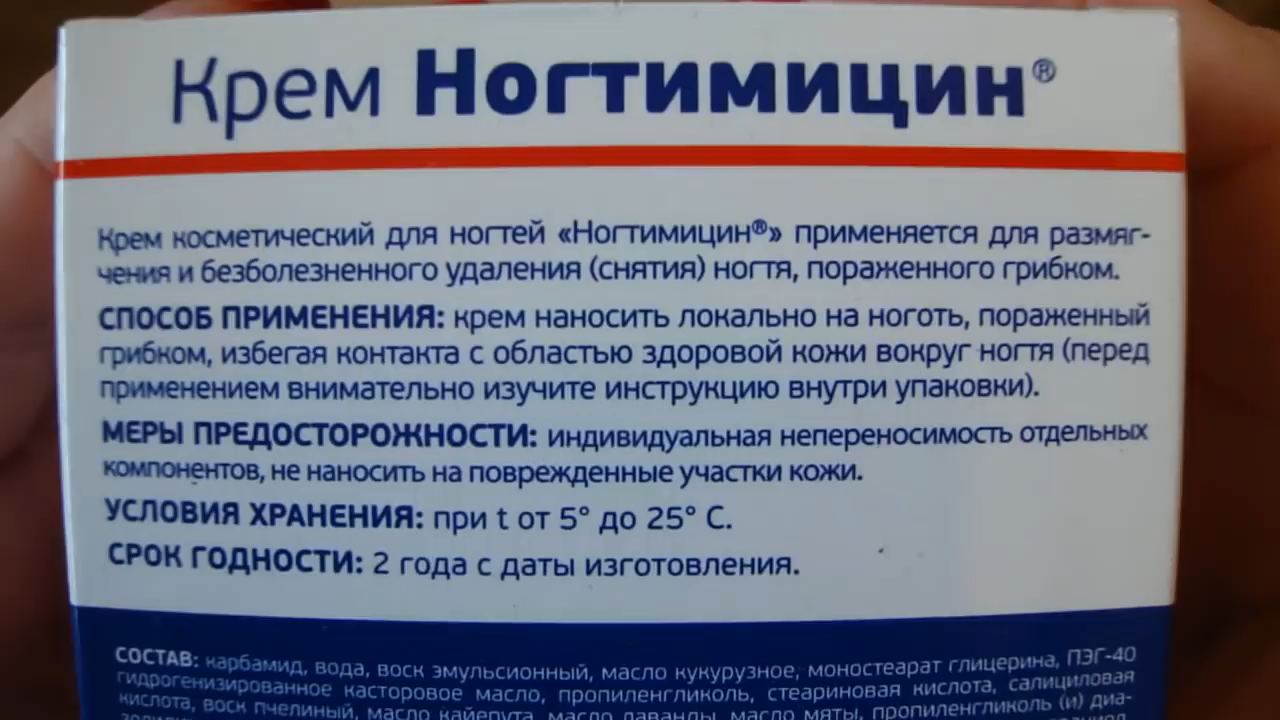 Крем Ногтимицин®
Крем косметический для ногтей «Ногтимицин®» применяется для размяг-
чения и безболезненного удаления (снятия) ногтя, пораженного грибком.
СПОСОБ ПРИМЕНЕНИЯ: крем наносить локально на ноготь, пораженный
грибком, избегая контакта с областью здоровой кожи вокруг ногтя (перед
применением внимательно изучите инструкцию внутри упаковки).
МЕРЫ ПРЕДОСТОРОЖНОСТИ: индивидуальная непереносимость отдельных
компонентов, не наносить на поврежденные участки кожи.
УСЛОВИЯ ХРАНЕНИЯ: при t от 5° до 25° С.
СРОК ГОДНОСТИ: 2 года с даты изготовления.
СОСТАВ: карбамид, вода, воск эмульсионный, масло кукурузное, моностеарат глицерина, ПЭГ-40
гидрогенизированное касторовое масло, пропиленгликоль, стеариновая кислота, салициловая
кислота, воск пчелиный, масло кайепута, масло лаванды, масло мяты, пропиленгликоль (и) диа-